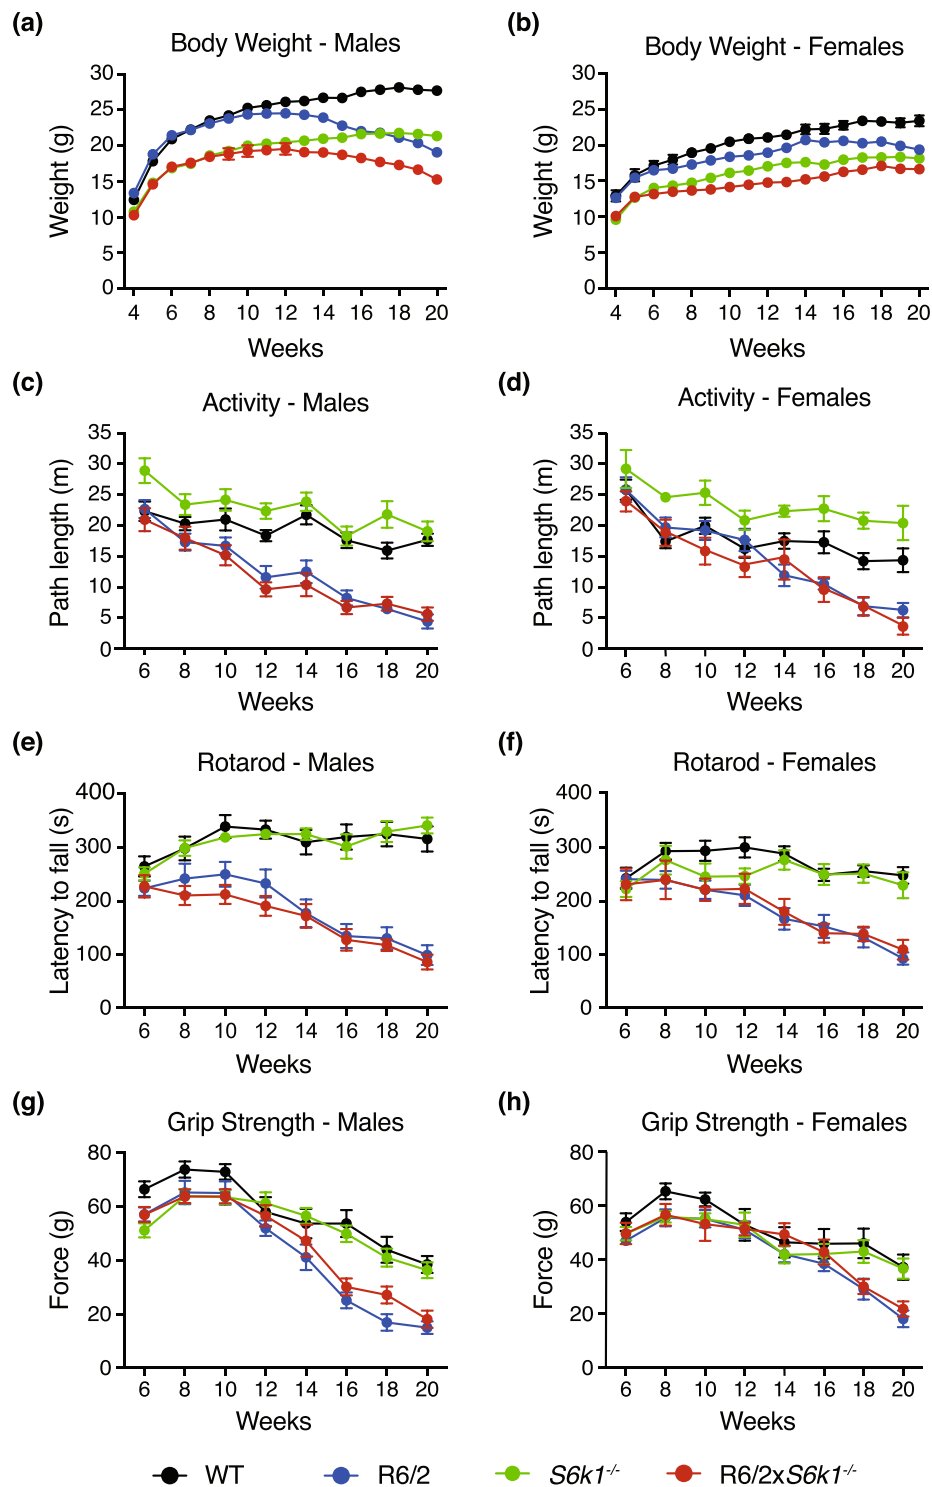 (a)
Body Weight - Males
Weight (g)
30
25
20
15
10
5
0
4 6 8 10 12 14 16 18 20
Weeks
(b)
Body Weight - Females
Weight (g)
30
25
20
15
10
5
0
4 6 8 10 12 14 16 18 20
Weeks
(c)
Activity - Males
Path length (m)
35
30
25
20
15
10
5
0
6 8 10 12 14 16 18 20
Weeks
(d)
Activity - Females
Path length (m)
35
30
25
20
15
10
5
0
6 8 10 12 14 16 18 20
Weeks
(e)
Rotarod - Males
Latency to fall (s)
400
300
200
100
0
6 8 10 12 14 16 18 20
Weeks
(f)
Rotarod - Females
Latency to fall (s)
400
300
200
100
0
6 8 10 12 14 16 18 20
Weeks
(g)
Grip Strength - Males
Force (g)
80
60
40
20
0
6 8 10 12 14 16 18 20
Weeks
(h)
Grip Strength - Females
Force (g)
80
60
40
20
0
6 8 10 12 14 16 18 20
Weeks
WT R6/2 S6k1-/- R6/2xS6k1-/-